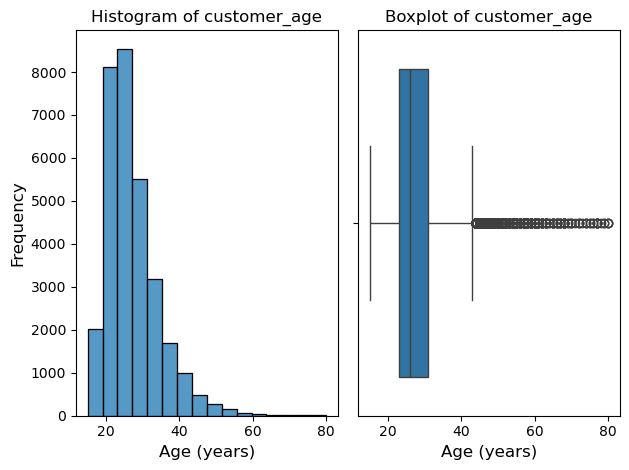 Histogram of customer_age
Boxplot of customer_age
8000
7000
6000
5000
4000
3000
2000
1000
0
Frequency
20 40 60 80
Age (years)
20 40 60 80
Age (years)